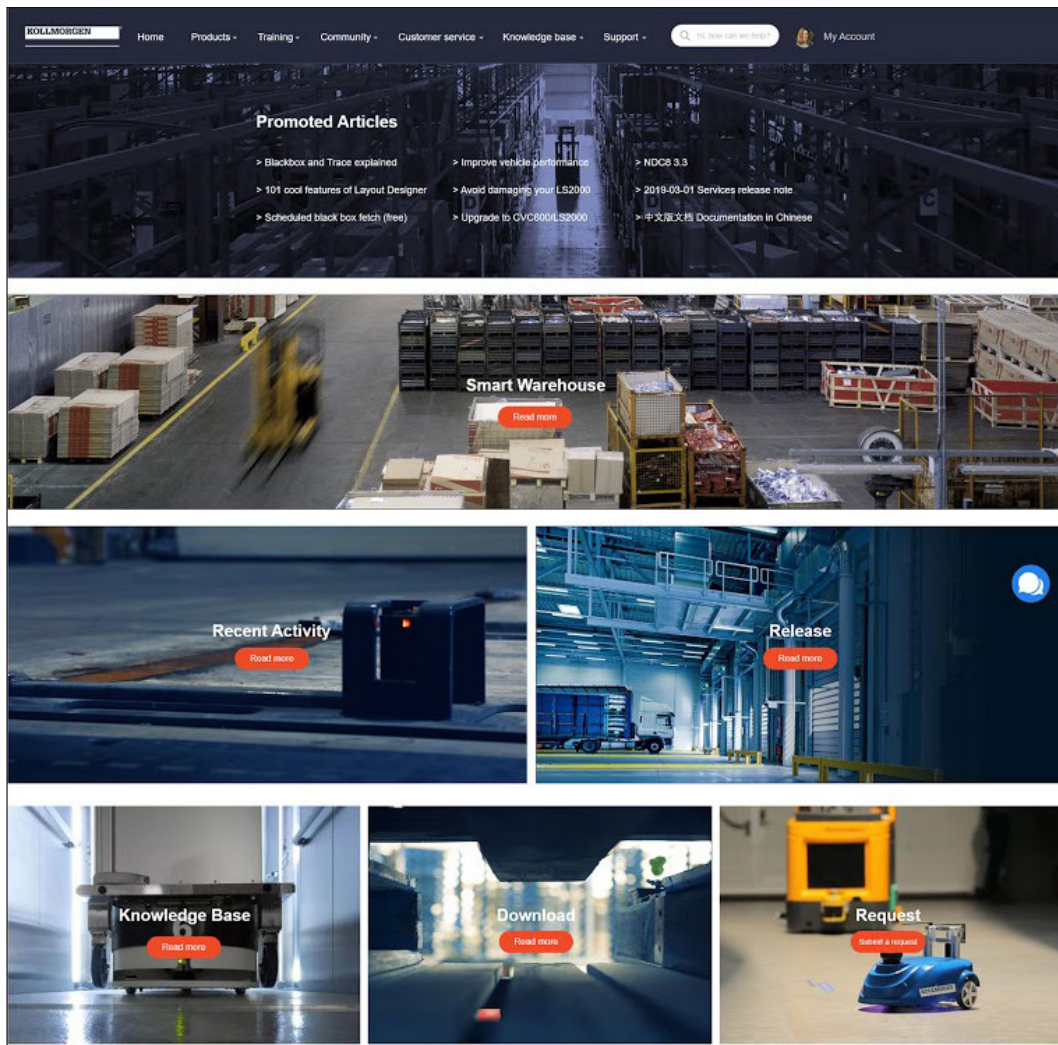 KOLLMORGEN
Home Products Training Community Customer service Knowledge base Support Hi, how can we help? My Account
Promoted Articles
> Blackbox and Trace explained > Improve vehicle performance > NDC8 3.3
> 101 cool features of Layout Designer > Avoid damaging your LS2000 > 2019-03-01 Services release note
> Scheduled black box fetch (free) > Upgrade to CVC600/LS2000 > 中文版文档 Documentation in Chinese
D
D
C
Smart Warehouse
Read more
Recent Activity Release
Read more Read more
Knowledge Base Download Request
6
Read more Read more Submit a request
KOLLMORGEN